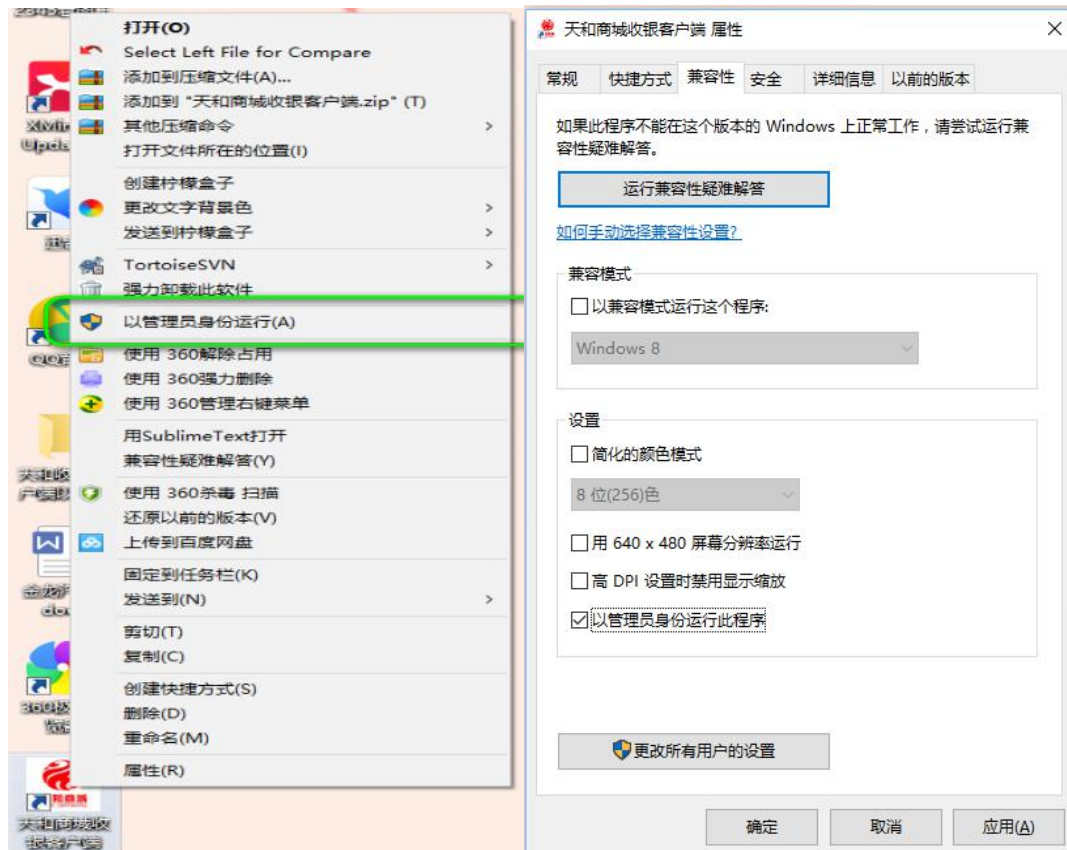 打开(O)
Select Left File for Compare
添加到压缩文件(A)...
添加到 "天和商城收银客户端.zip" (T)
其他压缩命令
打开文件所在的位置(I)
创建柠檬盒子
更改文字背景色
发送到柠檬盒子
TortoiseSVN
强力卸载此软件
以管理员身份运行(A)
使用 360解除占用
使用 360强力删除
使用 360管理右键菜单
用SublimeText打开
兼容性疑难解答(Y)
使用 360杀毒 扫描
还原以前的版本(V)
上传到百度网盘
固定到任务栏(K)
发送到(N)
剪切(T)
复制(C)
创建快捷方式(S)
删除(D)
重命名(M)
属性(R)
天和商城收
银客户端
天和商城收银客户端 属性
常规 快捷方式 兼容性 安全 详细信息 以前的版本
如果此程序不能在这个版本的 Windows 上正常工作，请尝试运行兼
容性疑难解答。
运行兼容性疑难解答
如何手动选择兼容性设置?
兼容模式
以兼容模式运行这个程序:
Windows 8
设置
简化的颜色模式
8 位(256)色
用 640 x 480 屏幕分辨率运行
高 DPI 设置时禁用显示缩放
以管理员身份运行此程序
更改所有用户的设置
确定 取消 应用(A)